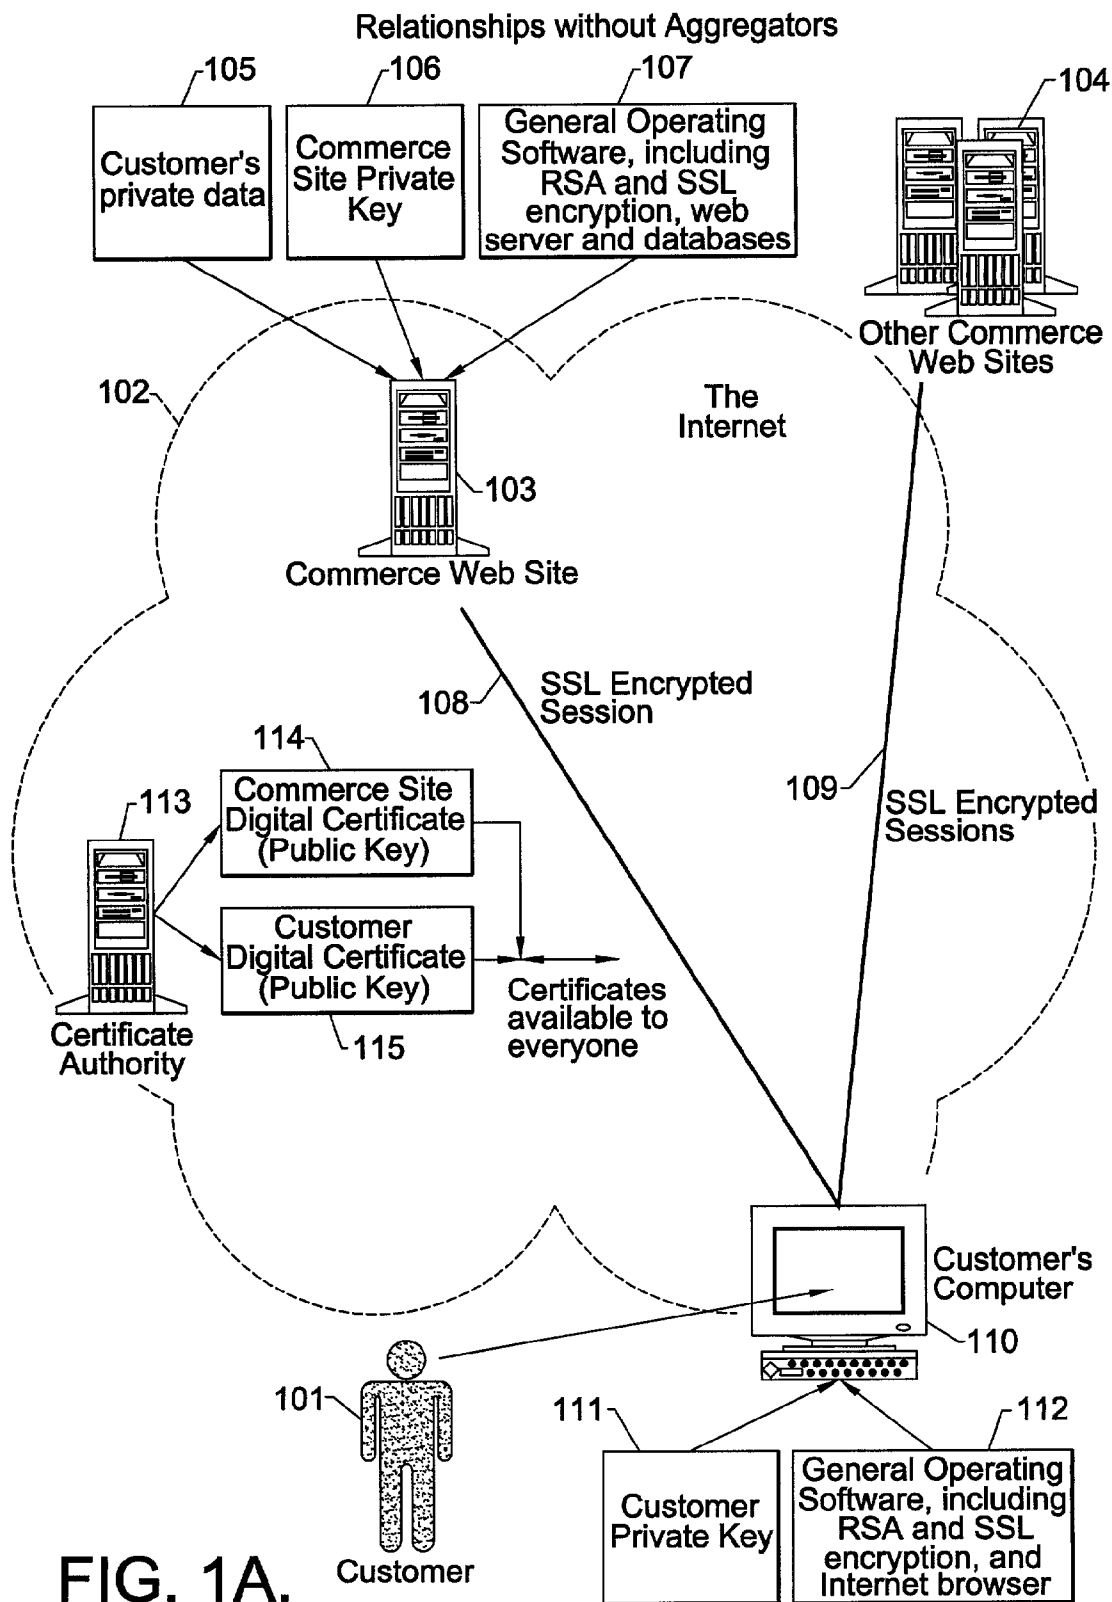 Relationships without Aggregators
105
106
107
104
Customer's
private data
Commerce
Site Private
Key
General Operating
Software, including
RSA and SSL
encryption, web
server and databases
Other Commerce
Web Sites
102
The
Internet
103
Commerce Web Site
108
SSL Encrypted
Session
109
SSL Encrypted
Sessions
114
113
Commerce Site
Digital Certificate
(Public Key)
Customer
Digital Certificate
(Public Key)
Certificates
available to
everyone
115
Certificate
Authority
Customer's
Computer
110
101
111
112
Customer
Private Key
General Operating
Software, including
RSA and SSL
encryption, and
Internet browser
Customer
FIG. 1A.